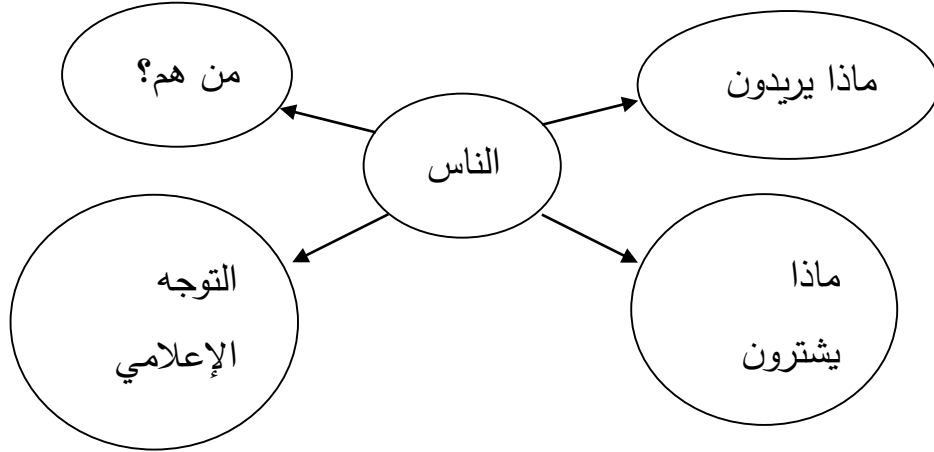 ماذا يريدون
من هم؟
الناس
ماذا
يشترون
التوجه
الإعلامي